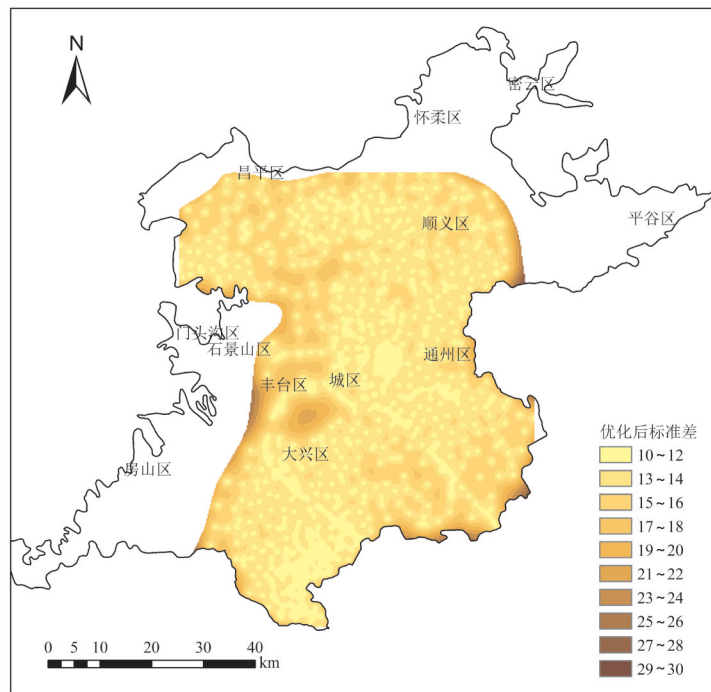 N
密云区
怀柔区
昌平区
顺义区
平谷区
门头沟区
石景山区
通州区
丰台区
城区
大兴区
房山区
优化后标准差
10~12
13~14
15~16
17~18
19~20
21~22
23~24
25~26
27~28
29~30
0 5 10 20 30 40
km